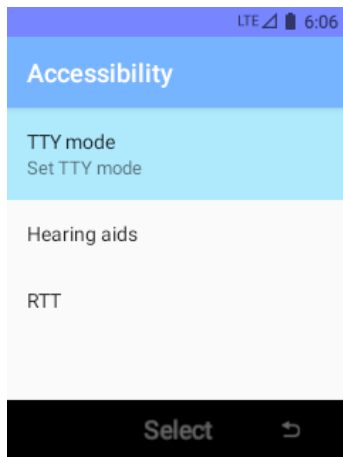 LTE 6:06
Accessibility
TTY mode
Set TTY mode
Hearing aids
RTT
Select